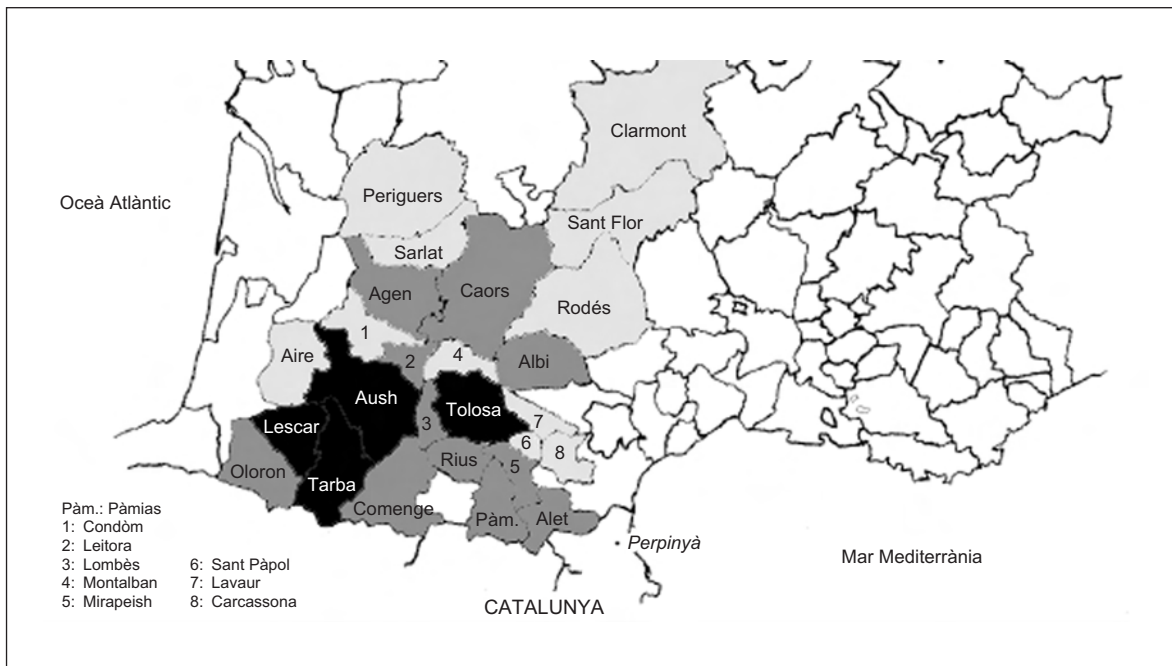 Clarmont
Periguers
Oceà Atlàntic
Sant Flor
Sarlat
Agen
Caors
Rodés
1
Aire
2
4
Albi
Aush
Tolosa
Lescar
3
7
6
8
Oloron
Rius
5
Tarba
Comenge
Pàm.
Alet
Perpinyà
Mar Mediterrània
CATALUNYA
Pàm.: Pàmias
1: Condòm
2: Leitora
3: Lombès
4: Montalban
5: Mirapeish
6: Sant Pàpol
7: Lavaur
8: Carcassona